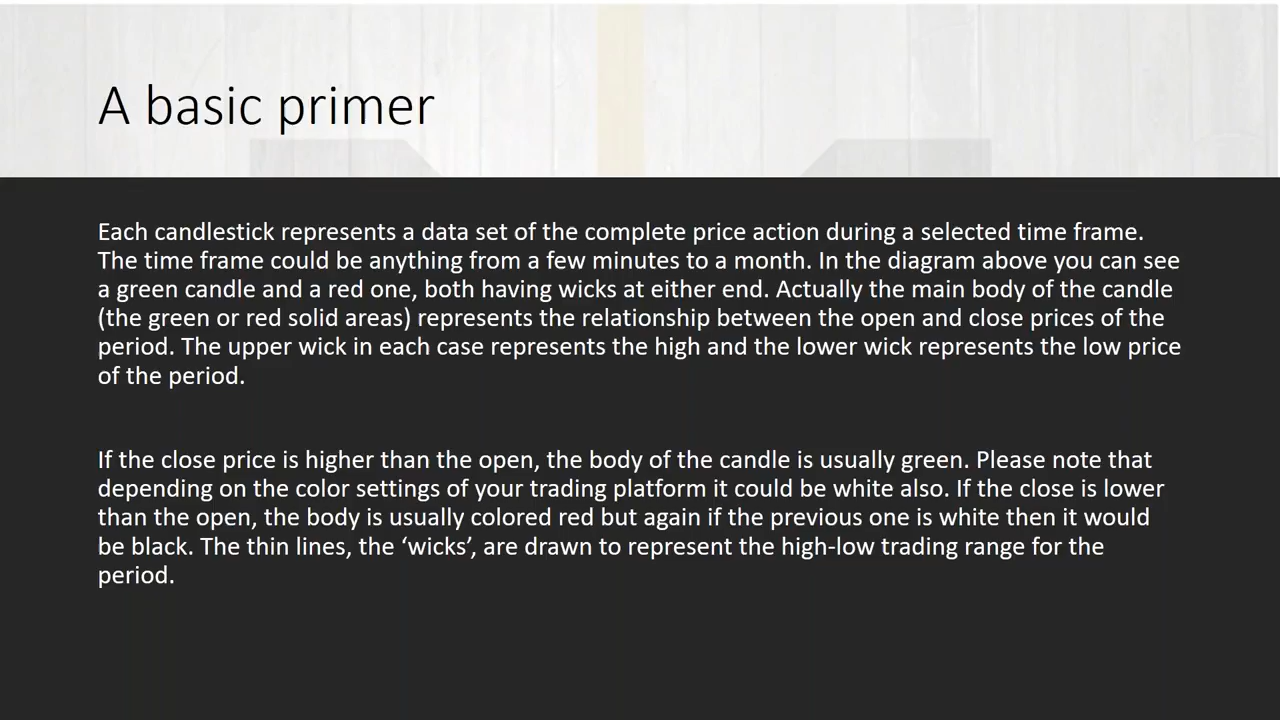 A basic primer
Each candlestick represents a data set of the complete price action during a selected time frame.
The time frame could be anything from a few minutes to a month. In the diagram above you can see
a green candle and a red one, both having wicks at either end. Actually the main body of the candle
(the green or red solid areas) represents the relationship between the open and close prices of the
period. The upper wick in each case represents the high and the lower wick represents the low price
of the period.
If the close price is higher than the open, the body of the candle is usually green. Please note that
depending on the color settings of your trading platform it could be white also. If the close is lower
than the open, the body is usually colored red but again if the previous one is white then it would
be black. The thin lines, the ‘wicks’, are drawn to represent the high-low trading range for the
period.